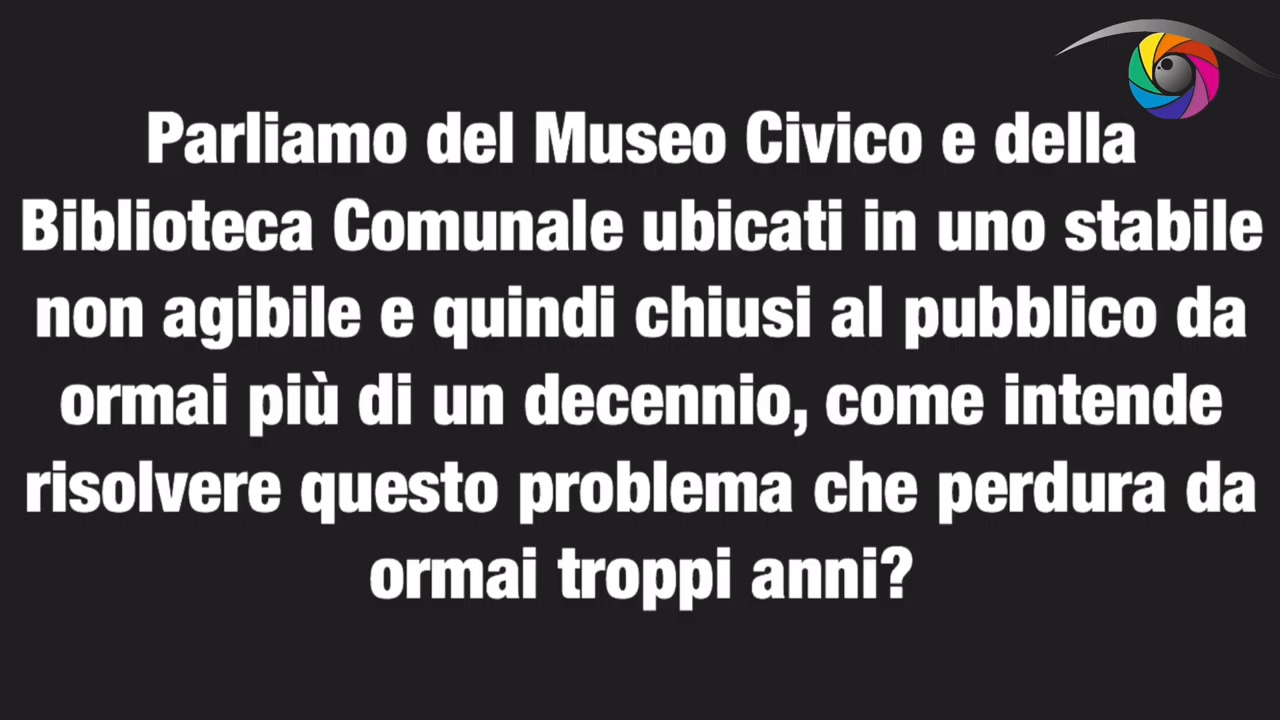 Parliamo del Museo Civico e della
Biblioteca Comunale ubicati in uno stabile
non agibile e quindi chiusi al pubblico da
ormai più di un decennio, come intende
risolvere questo problema che perdura da
ormai troppi anni?